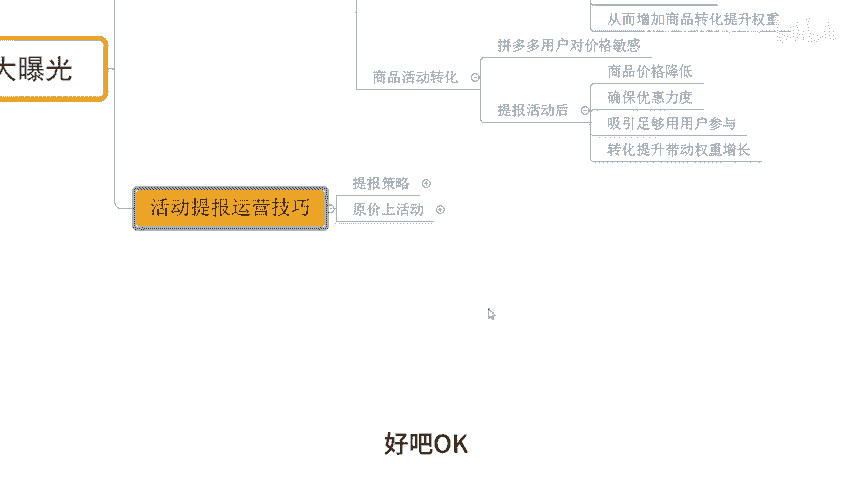 从而增加商品转化提升权重
大曝光
拼多多用户对价格敏感
商品活动转化
商品价格降低
确保优惠力度
提报活动后
吸引足够用用户参与
转化提升带动权重增长
提报策略
活动提报运营技巧
原价上活动
好吧OK